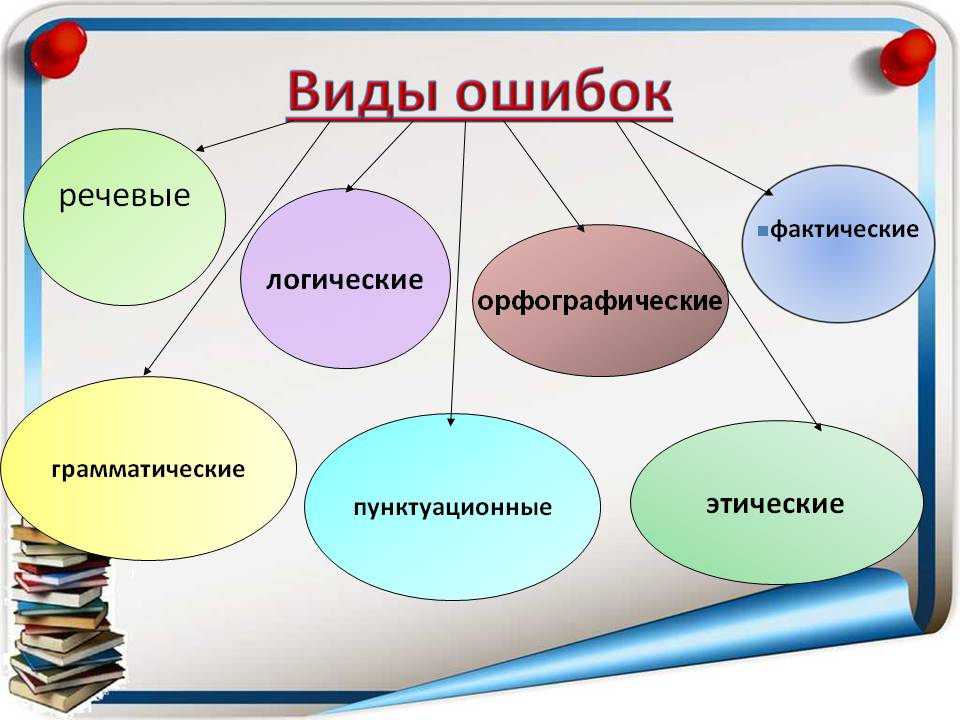 Виды ошибок
речевые
фактические
логические
орфографические
грамматические
пунктуационные
этические